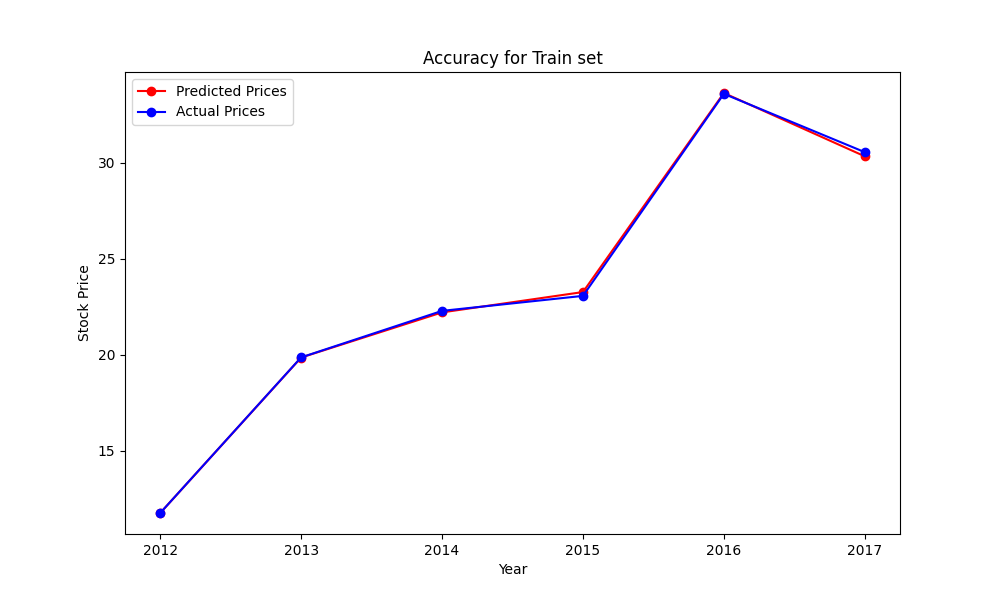 Accuracy for Train set
Predicted Prices
Actual Prices
30
25
20
15
Stock Price
2012 2013 2014 2015 2016 2017
Year